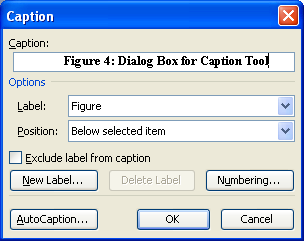 Caption
Caption:
Figure 4: Dialog Box for Caption Tool
Options
Label: Figure
Position: Below selected item
Exclude label from caption
New Label... Delete Label Numbering...
AutoCaption... OK Cancel